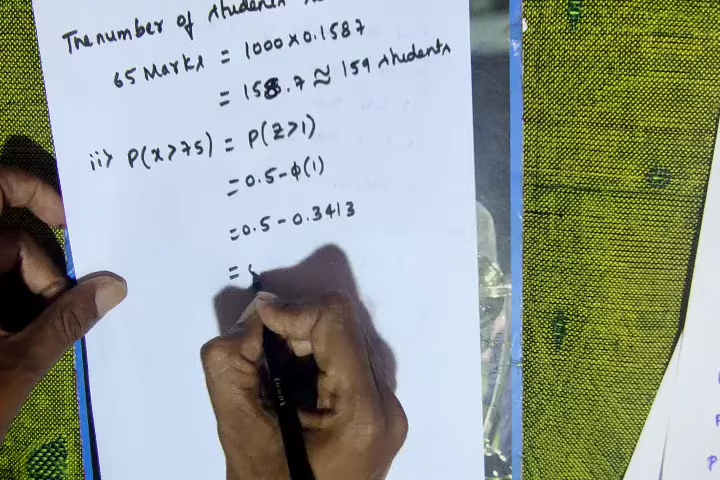 The number of students
65 Marks = 1000 × 0.1587
= 158.7 ≈ 159 students
ii) P(x>75) = P(z>1)
= 0.5 - φ(1)
= 0.5 - 0.3413
=